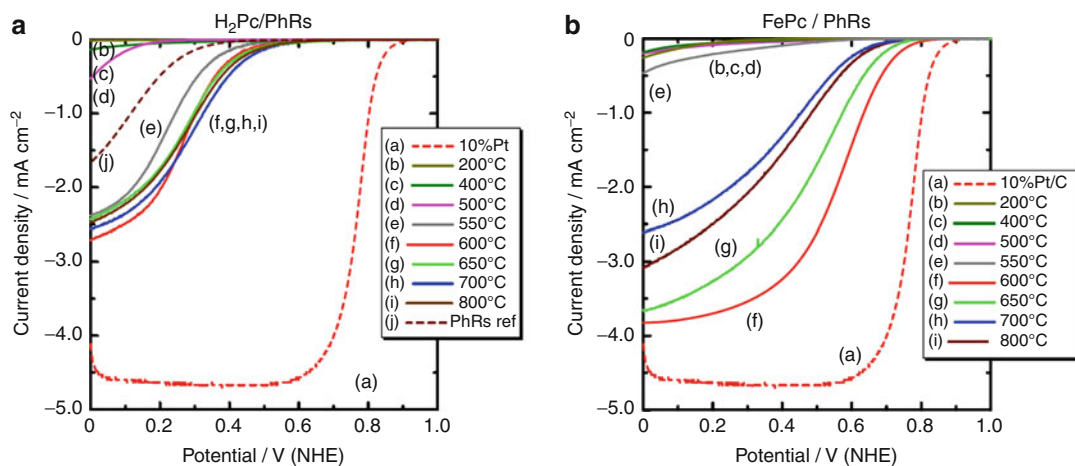 a
H₂Pc/PhRs
0
–1.0
–2.0
–3.0
–4.0
–5.0
Current density / mA cm⁻²
(b)
(c)
(d)
(e)
(f,g,h,i)
(j)
(a)
(a) 10%Pt
(b) 200°C
(c) 400°C
(d) 500°C
(e) 550°C
(f) 600°C
(g) 650°C
(h) 700°C
(i) 800°C
(j) PhRs ref
0 0.2 0.4 0.6 0.8 1.0
Potential / V (NHE)
b
FePc / PhRs
0
–1.0
–2.0
–3.0
–4.0
–5.0
Current density / mA cm⁻²
(b,c,d)
(e)
(h)
(i)
(g)
(f)
(a)
(a) 10%Pt/C
(b) 200°C
(c) 400°C
(d) 500°C
(e) 550°C
(f) 600°C
(g) 650°C
(h) 700°C
(i) 800°C
0 0.2 0.4 0.6 0.8 1.0
Potential / V (NHE)